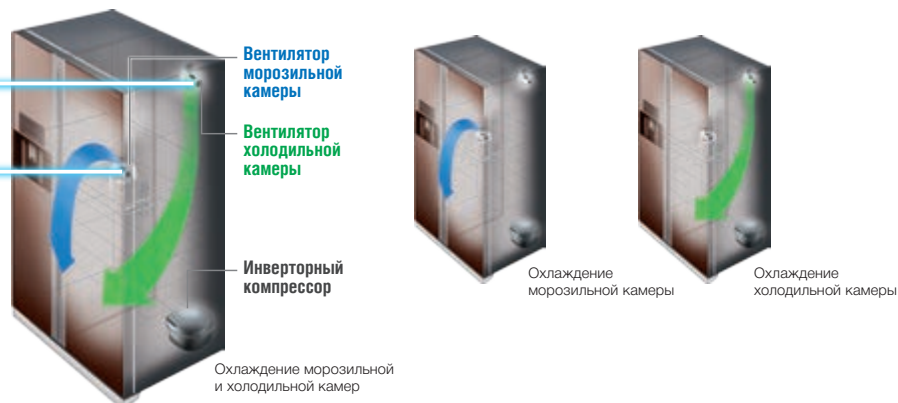 Вентилятор
морозильной
камеры
Вентилятор
холодильной
камеры
Инверторный
компрессор
Охлаждение морозильной
и холодильной камер
Охлаждение
морозильной камеры
Охлаждение
холодильной камеры